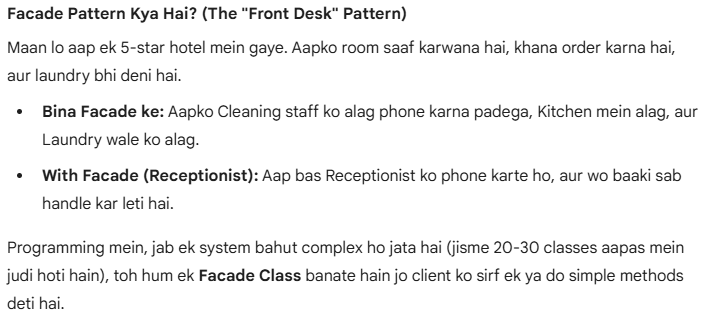 Facade Pattern Kya Hai? (The "Front Desk" Pattern)
Maan lo aap ek 5-star hotel mein gaye. Aapko room saaf karwana hai, khana order karna hai,
aur laundry bhi deni hai.
• Bina Facade ke: Aapko Cleaning staff ko alag phone karna padega, Kitchen mein alag, aur
Laundry wale ko alag.
• With Facade (Receptionist): Aap bas Receptionist ko phone karte ho, aur wo baaki sab
handle kar leti hai.
Programming mein, jab ek system bahut complex ho jata hai (jisme 20-30 classes aapas mein
judi hoti hain), toh hum ek Facade Class banate hain jo client ko sirf ek ya do simple methods
deti hai.